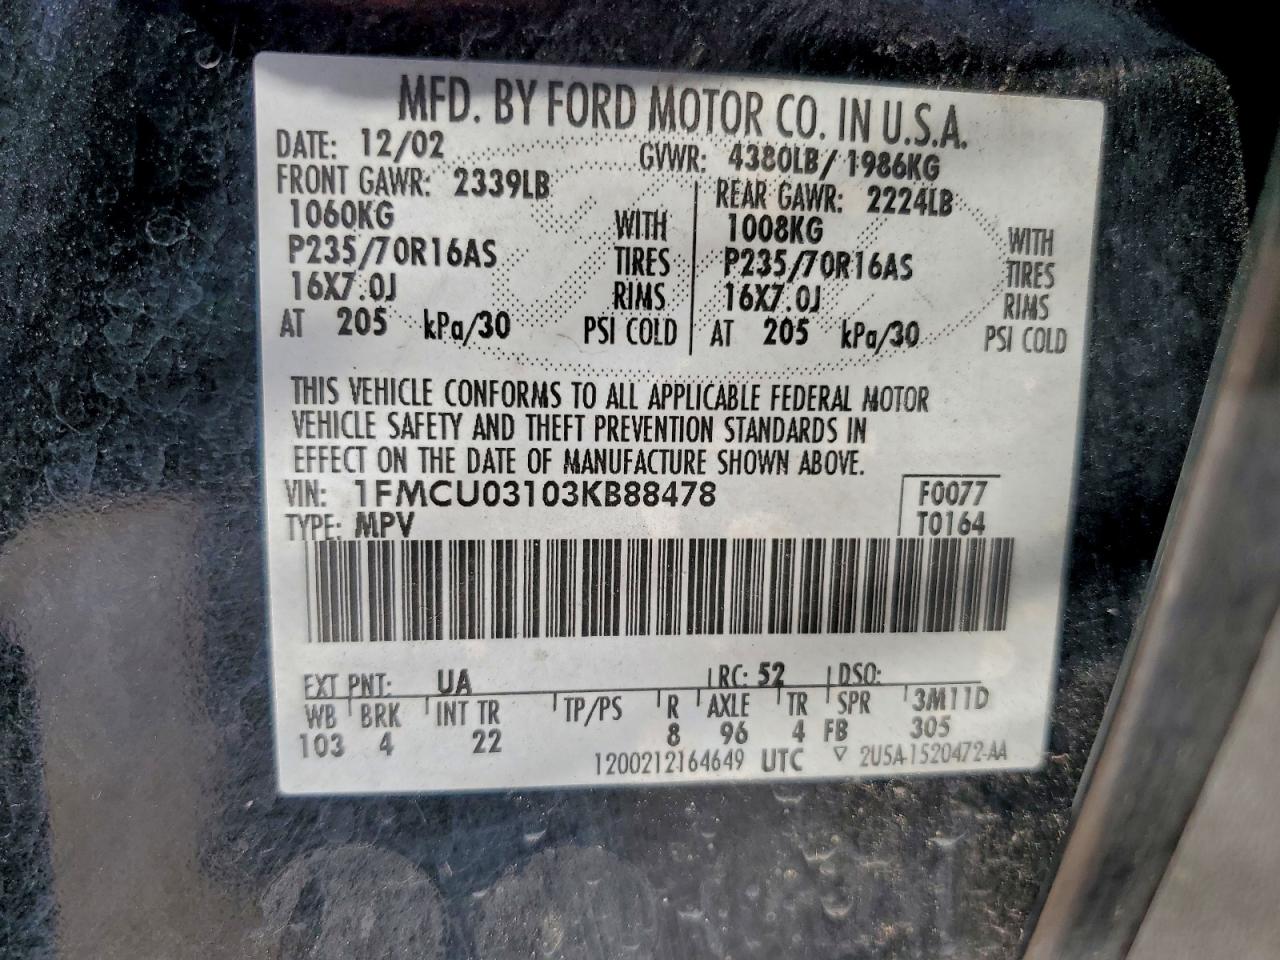 MFD. BY FORD MOTOR CO. IN U.S.A.
DATE: 12/02 GVWR: 4380LB/ 1986KG
FRONT GAWR: 2339LB REAR GAWR: 2224LB
1060KG WITH 1008KG WITH
P235/70R16AS TIRES P235/70R16AS TIRES
16X7.0J RIMS 16X7.0J RIMS
AT 205 kPa/30 PSI COLD AT 205 kPa/30 PSI COLD
THIS VEHICLE CONFORMS TO ALL APPLICABLE FEDERAL MOTOR
VEHICLE SAFETY AND THEFT PREVENTION STANDARDS IN
EFFECT ON THE DATE OF MANUFACTURE SHOWN ABOVE.
VIN: 1FMCU03103KB88478 F0077
TYPE: MPV T0164
EXT PNT: UA RC: 52 DSO:
WB BRK INT TR TP/PS R AXLE TR SPR 3M11D
103 4 22 8 96 4 FB 305
1200212164649 UTC ▽ 2U5A-1520472-AA